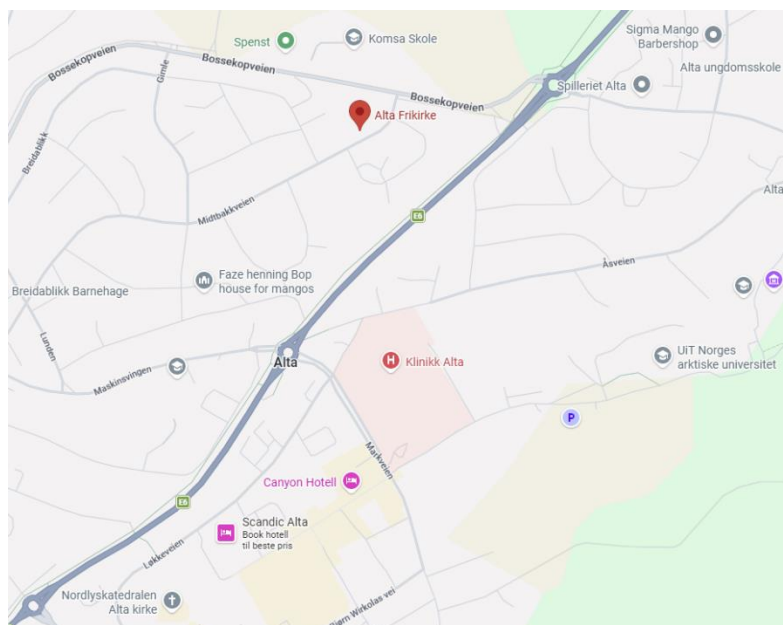 Spenst
Komsa Skole
Sigma Mango
Barbershop
Alta ungdomsskole
Bossekopveien
Bossekopveien
Gimle
Spilleriet Alta
Bossekopveien
Alta Frikirke
Breidablikk
Alta
Midtbakkveien
E6
Åsveien
Faze henning Bop
house for mangos
Breidablikk Barnehage
Lunden
Alta
H
Klinikk Alta
UiT Norges
arktiske universitet
Maskinsvingen
P
Markveien
Canyon Hotell
E6
Scandic Alta
Book hotell
til beste pris
Løkkeveien
Nordlyskatedralen
Alta kirke
Bjørn Wirkolas vei